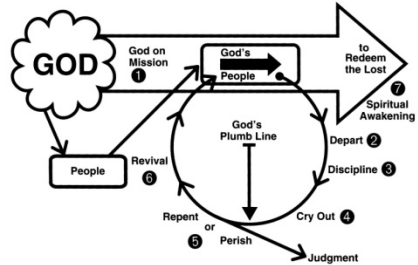 GOD
God on
Mission
1
God's
People
to
Redeem
the Lost
7
Spiritual
Awakening
God's
Plumb Line
Depart 2
Discipline 3
Cry Out 4
People
Revival
6
Repent
or
5
Perish
Judgment